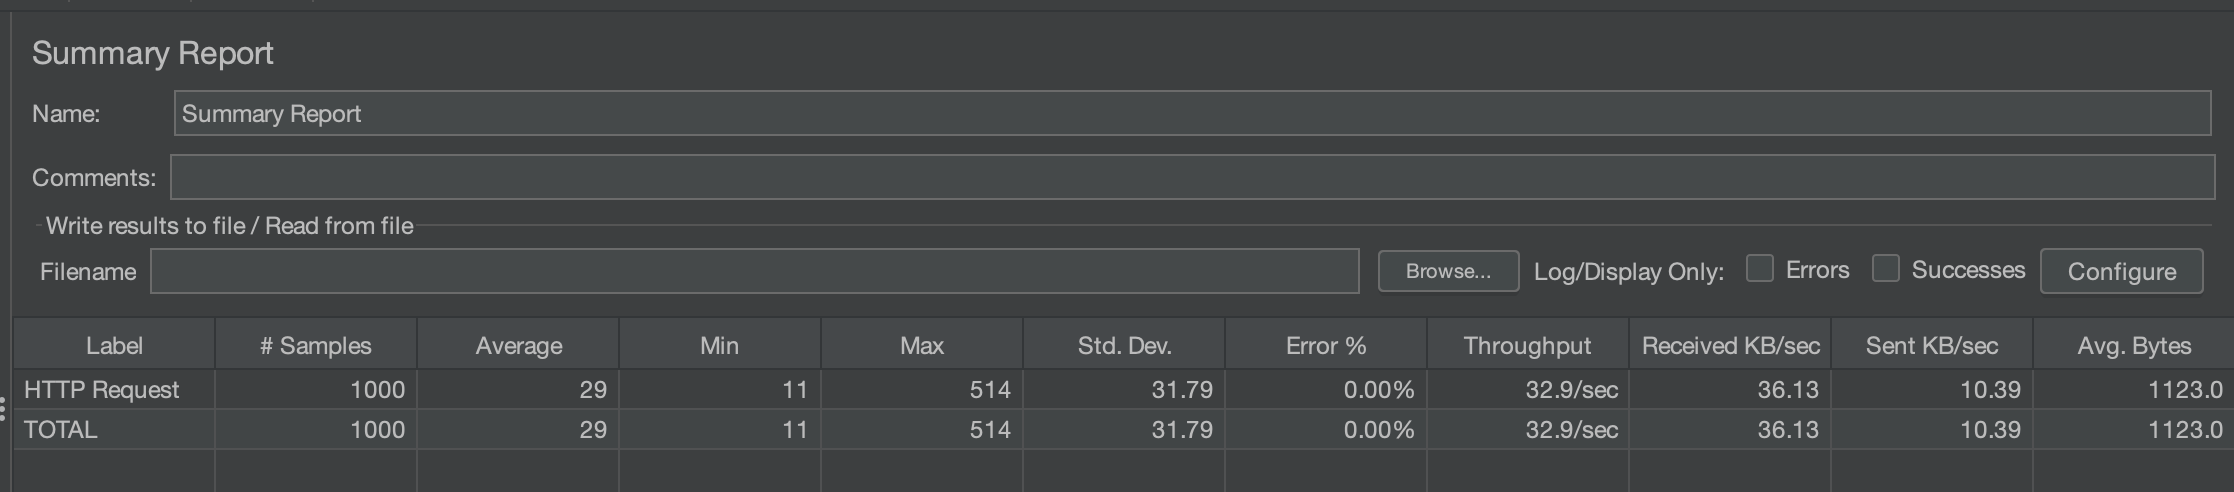 Summary Report
Name: Summary Report
Comments:
Write results to file / Read from file
Filename Browse... Log/Display Only: Errors Successes Configure
Label # Samples Average Min Max Std. Dev. Error % Throughput Received KB/sec Sent KB/sec Avg. Bytes
HTTP Request 1000 29 11 514 31.79 0.00% 32.9/sec 36.13 10.39 1123.0
TOTAL 1000 29 11 514 31.79 0.00% 32.9/sec 36.13 10.39 1123.0